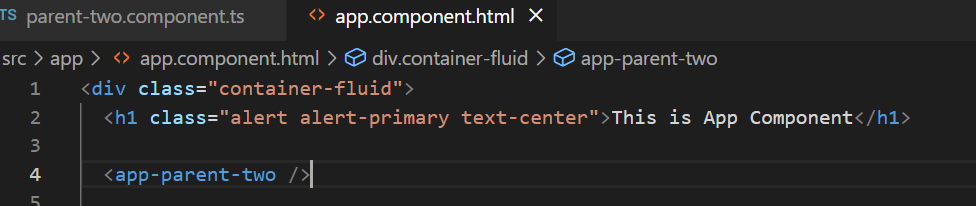 TS parent-two.component.ts <> app.component.html ×
src > app > <> app.component.html > div.container-fluid > app-parent-two
1 <div class="container-fluid">
2 <h1 class="alert alert-primary text-center">This is App Component</h1>
3
4 <app-parent-two />
5